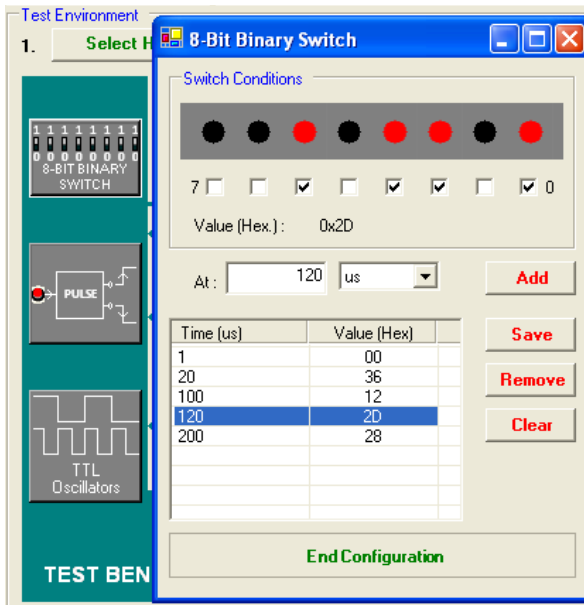 Test Environment
1. Select H
1 1 1 1 1 1 1 1
0 0 0 0 0 0 0 0
8-BIT BINARY
SWITCH
PULSE
TTL
Oscillators
TEST BEN
8-Bit Binary Switch
Switch Conditions
7 0
Value (Hex.) : 0x2D
At : 120 us Add
Time (us) Value (Hex)
1 00
20 36
100 12
120 2D
200 28
Save
Remove
Clear
End Configuration